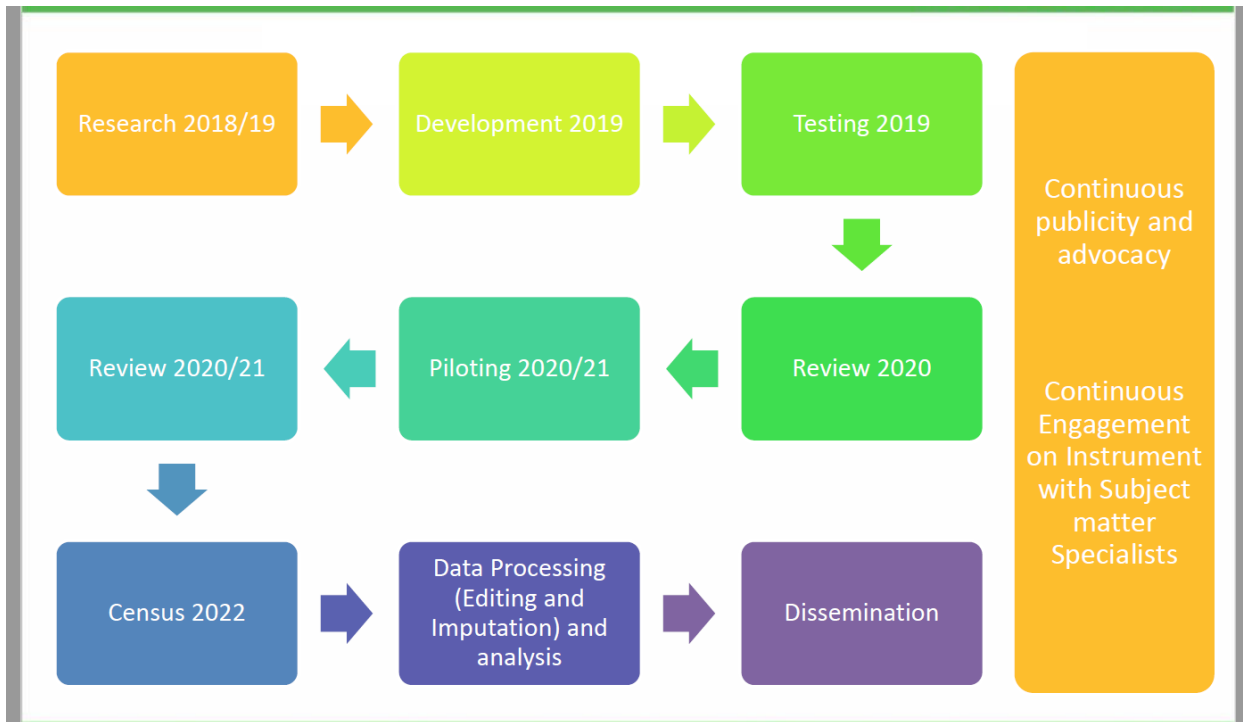 Research 2018/19
Development 2019
Testing 2019
Review 2020
Piloting 2020/21
Review 2020/21
Census 2022
Data Processing
(Editing and
Imputation) and
analysis
Dissemination
Continuous
publicity and
advocacy
Continuous
Engagement
on Instrument
with Subject
matter
Specialists